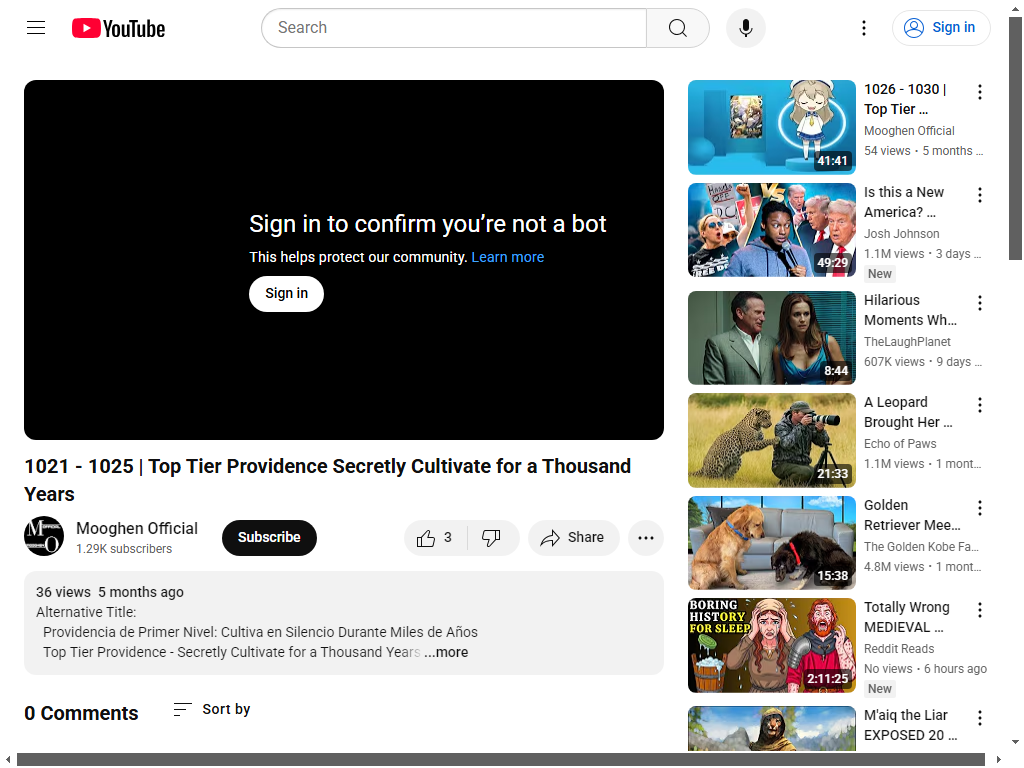 YouTube
Search
Sign in
Sign in to confirm you’re not a bot
This helps protect our community. Learn more
Sign in
1021 - 1025 | Top Tier Providence Secretly Cultivate for a Thousand
Years
Mooghen Official
1.29K subscribers
Subscribe
3
Share
36 views 5 months ago
Alternative Title:
Providencia de Primer Nivel: Cultiva en Silencio Durante Miles de Años
Top Tier Providence - Secretly Cultivate for a Thousand Years ...more
0 Comments
Sort by
41:41
1026 - 1030 |
Top Tier ...
Mooghen Official
54 views • 5 months ...
HANDS
OFF
DC
VS
FREE DC
49:29
Is this a New
America? ...
Josh Johnson
1.1M views • 3 days ...
New
8:44
Hilarious
Moments Wh...
TheLaughPlanet
607K views • 9 days ...
21:33
A Leopard
Brought Her ...
Echo of Paws
1.1M views • 1 mont...
15:38
Golden
Retriever Mee...
The Golden Kobe Fa...
4.8M views • 1 mont...
BORING
HISTORY
FOR SLEEP
2:11:25
Totally Wrong
MEDIEVAL ...
Reddit Reads
No views • 6 hours ago
New
M'aiq the Liar
EXPOSED 20 ...